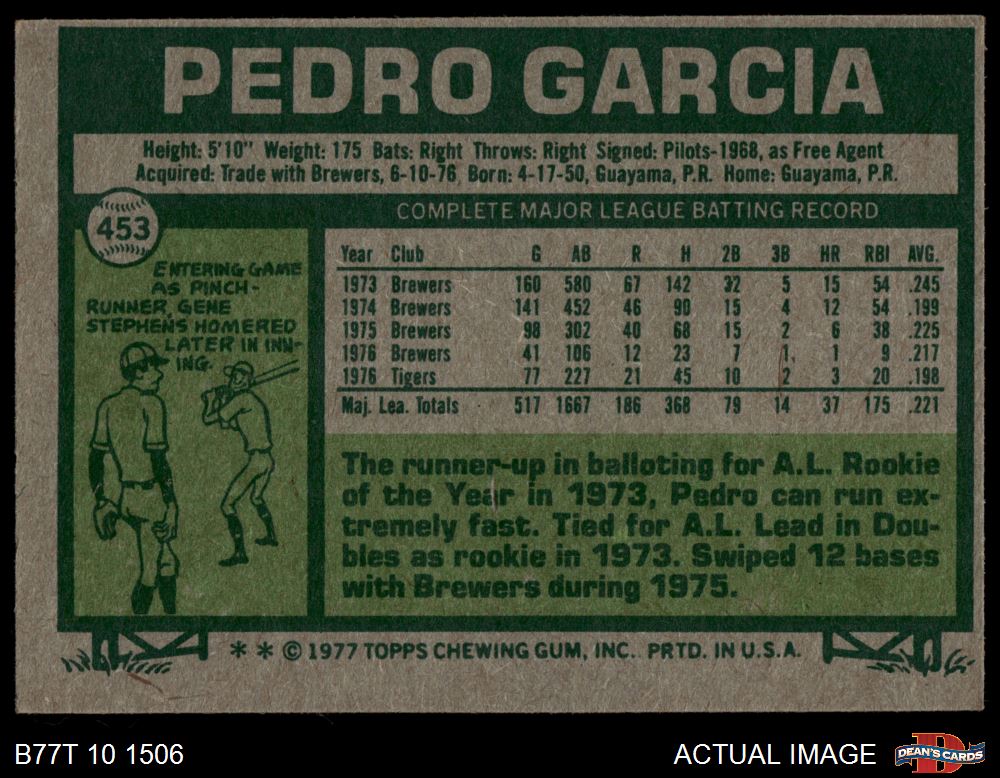 PEDRO GARCIA
Height: 5'10" Weight: 175 Bats: Right Throws: Right Signed: Pilots-1968, as Free Agent
Acquired: Trade with Brewers, 6-10-76 Born: 4-17-50, Guayama, P.R. Home: Guayama, P.R.
453
ENTERING GAME
AS PINCH-
RUNNER, GENE
STEPHENS HOMERED
LATER IN INN-
ING.
COMPLETE MAJOR LEAGUE BATTING RECORD
Year Club G AB R H 2B 3B HR RBI AVG.
1973 Brewers 160 580 67 142 32 5 15 54 .245
1974 Brewers 141 452 46 90 15 4 12 54 .199
1975 Brewers 98 302 40 68 15 2 6 38 .225
1976 Brewers 41 106 12 23 7 1 1 9 .217
1976 Tigers 77 227 21 45 10 2 3 20 .198
Maj. Lea. Totals 517 1667 186 368 79 14 37 175 .221
The runner-up in balloting for A.L. Rookie
of the Year in 1973, Pedro can run ex-
tremely fast. Tied for A.L. Lead in Dou-
bles as rookie in 1973. Swiped 12 bases
with Brewers during 1975.
* * © 1977 TOPPS CHEWING GUM, INC. PRTD. IN U.S.A.
B77T 10 1506
ACTUAL IMAGE
DEAN'S CARDS